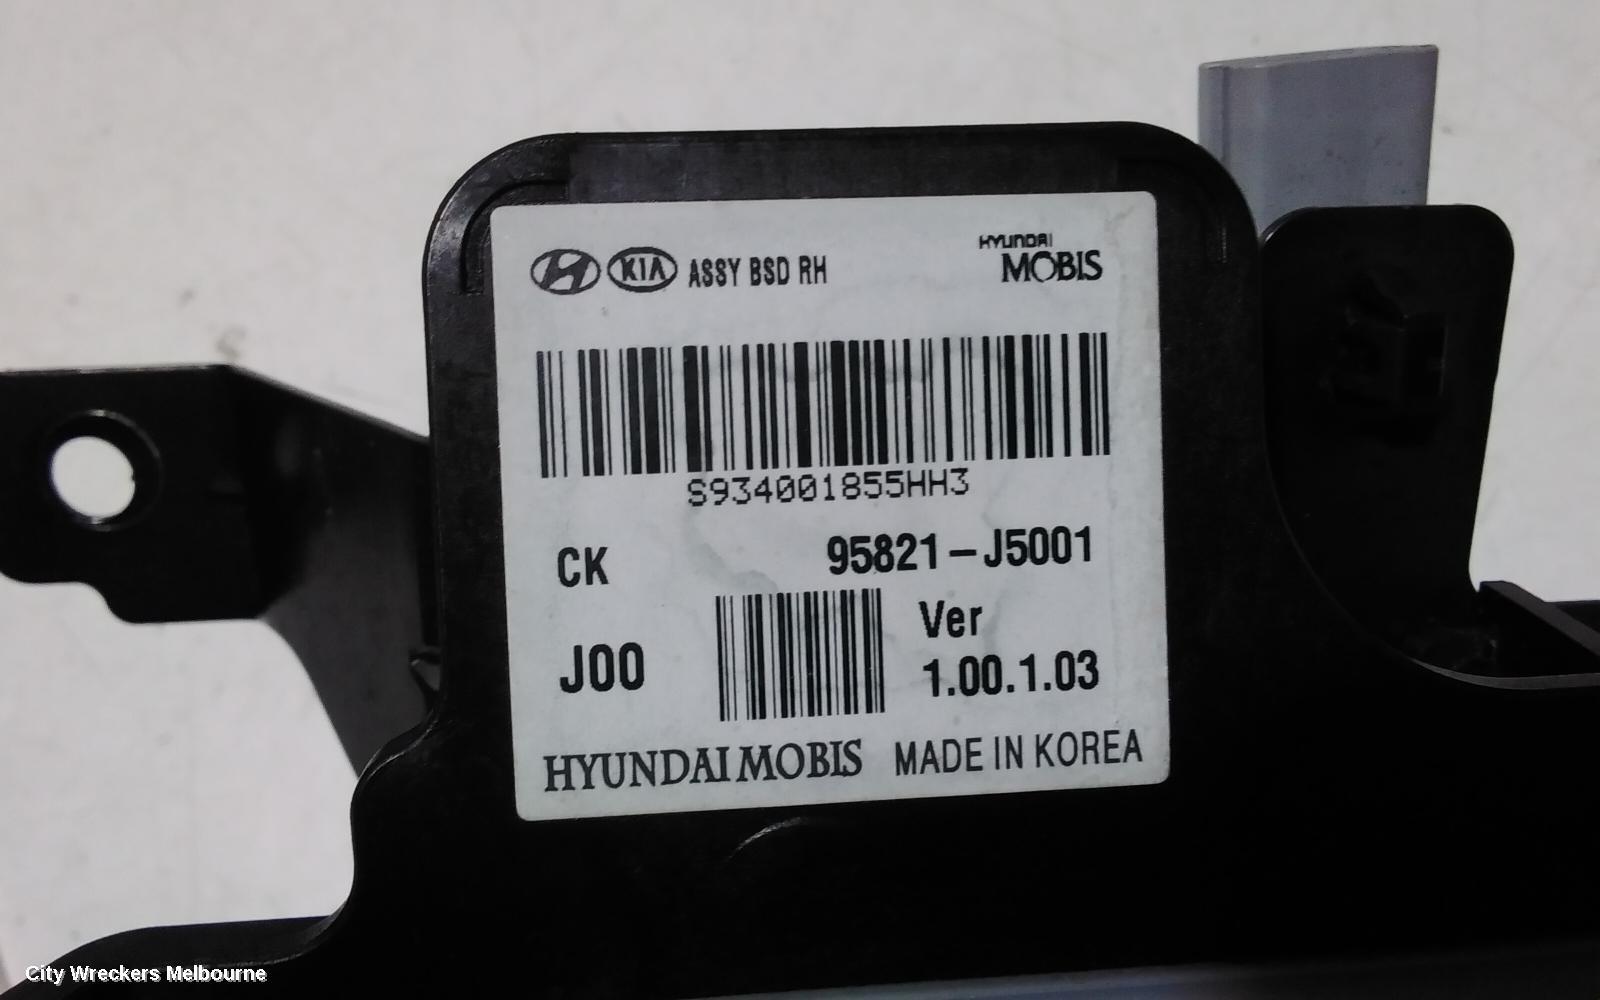 KIA ASSY BSD RH
HYUNDAI
MOBIS
S934001855HH3
CK
95821-J5001
J00
Ver
1.00.1.03
HYUNDAI MOBIS MADE IN KOREA
City Wreckers Melbourne